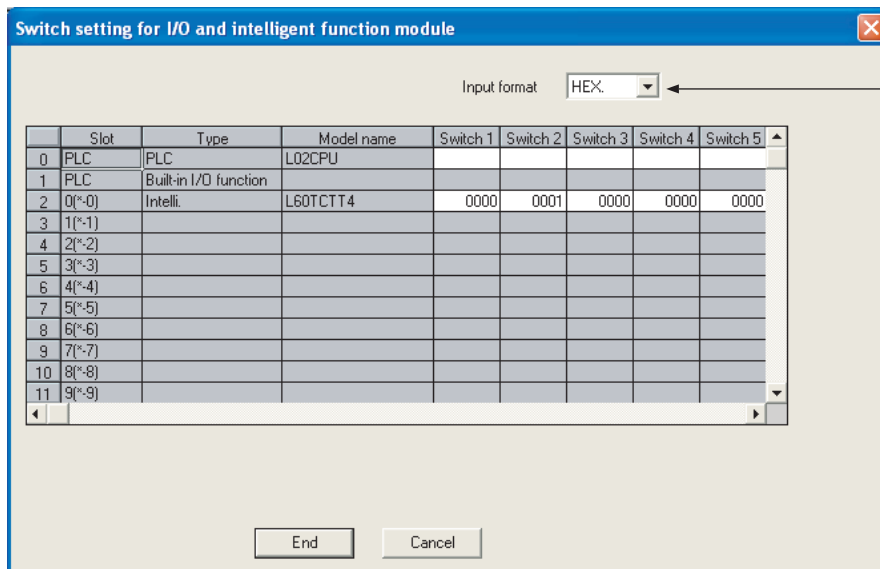 Switch setting for I/O and intelligent function module
Input format HEX.
Slot Type Model name Switch 1 Switch 2 Switch 3 Switch 4 Switch 5
0 PLC PLC L02CPU
1 PLC Built-in I/O function
2 0(*-0) Intelli. L60TCTT4 0000 0001 0000 0000 0000
3 1(*-1)
4 2(*-2)
5 3(*-3)
6 4(*-4)
7 5(*-5)
8 6(*-6)
9 7(*-7)
10 8(*-8)
11 9(*-9)
End Cancel